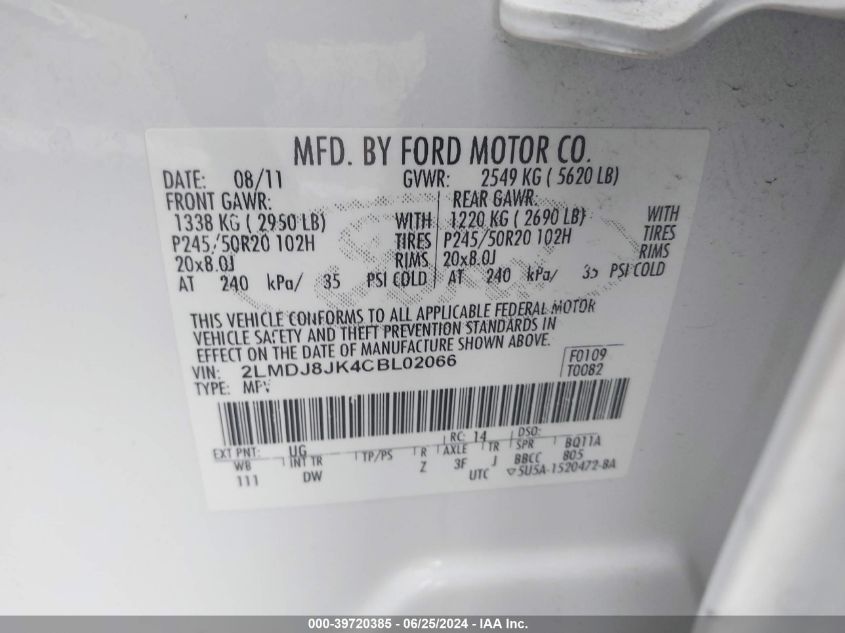 MFD. BY FORD MOTOR CO.
DATE: 08/11 GVWR: 2549 KG ( 5620 LB)
FRONT GAWR: REAR GAWR:
1338 KG ( 2950 LB) WITH 1220 KG ( 2690 LB) WITH
P245/50R20 102H TIRES P245/50R20 102H TIRES
20x8.0J RIMS 20x8.0J RIMS
AT 240 kPa/ 35 PSI COLD AT 240 kPa/ 35 PSI COLD
THIS VEHICLE CONFORMS TO ALL APPLICABLE FEDERAL MOTOR
VEHICLE SAFETY AND THEFT PREVENTION STANDARDS IN
EFFECT ON THE DATE OF MANUFACTURE SHOWN ABOVE.
VIN: 2LMDJ8JK4CBL02066 F0109
TYPE: MPV T0082
EXT PNT: UG RC: 14 DSO:
WB INT TR TP/PS R AXLE TR SPR BQ11A
111 DW Z 3F J BBCC 805
UTC 5U5A-1520472-BA
000-39720385 - 06/25/2024 - IAA, Inc.